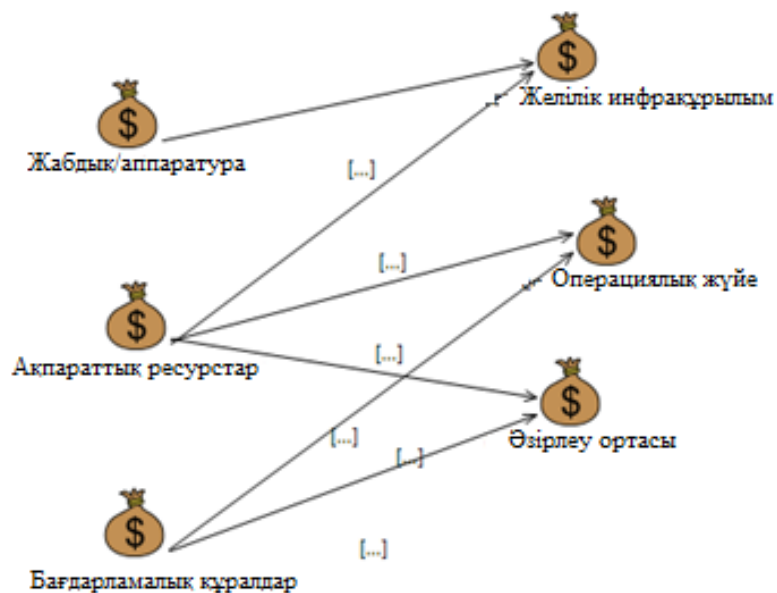 $
Желілік инфрақұрылым
$
Жабдық/аппаратура
[...]
$
[...]
Операциялық жүйе
$
Ақпараттық ресурстар
[...]
$
Әзірлеу ортасы
[...]
[...]
$
[...]
Бағдарламалық құралдар